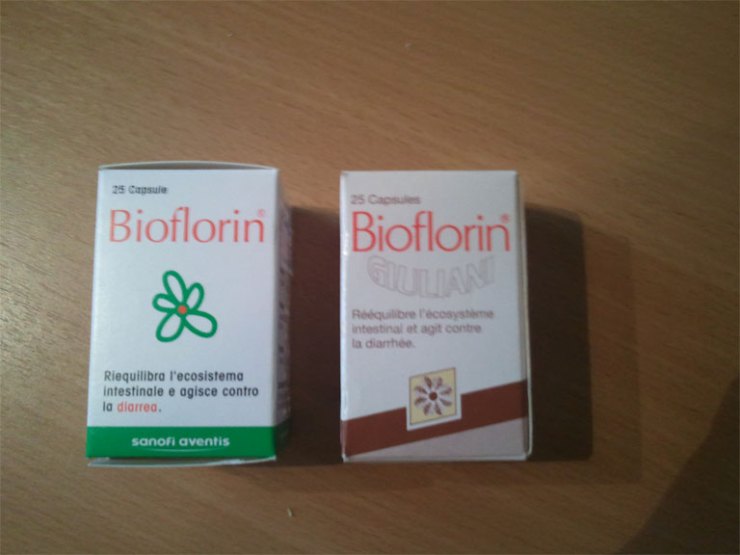 25 Capsule
Bioflorin®
Riequilibra l'ecosistema
intestinale e agisce contro
la diarrea.
sanofi aventis
25 Capsules
Bioflorin®
GIULIANI
Rééquilibre l'écosystème
intestinal et agit contre
la diarrhée.